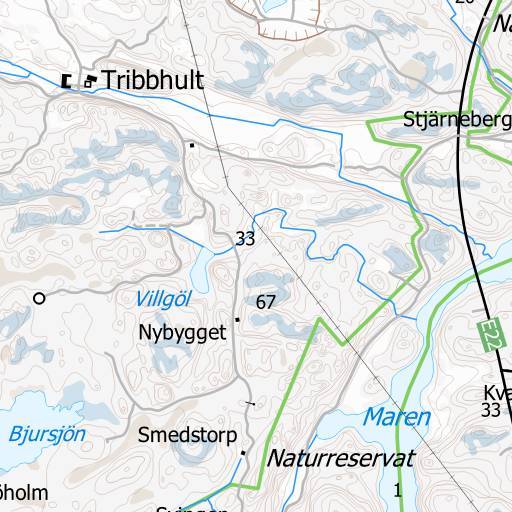 Tribbhult
Stjärneberg
33
Villgöl
67
Nybygget
E22
Maren
33
Bjursjön
Smedstorp
Naturreservat
1